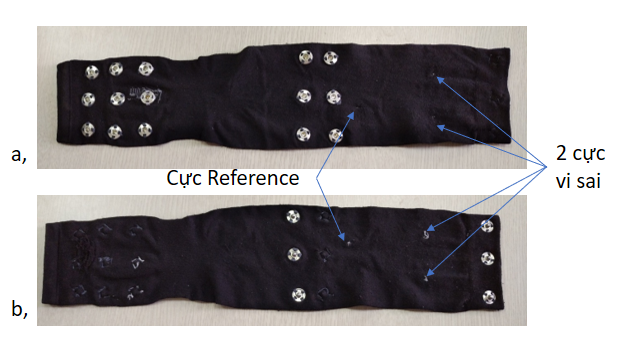 a,
Cực Reference
2 cực
vi sai
b,